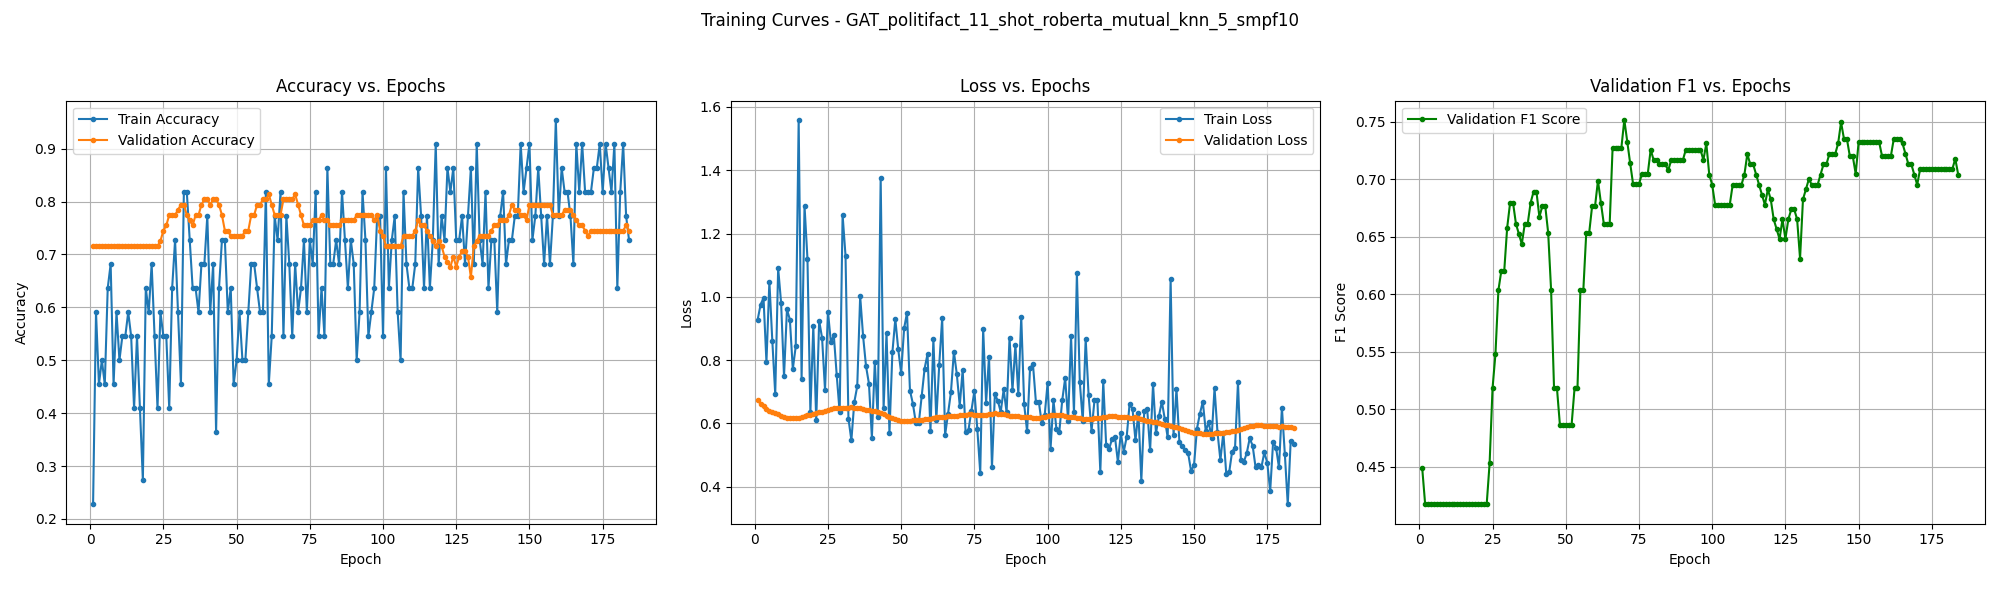 Training Curves - GAT_politifact_11_shot_roberta_mutual_knn_5_smpf10
Accuracy vs. Epochs
Train Accuracy
Validation Accuracy
Accuracy
0.9
0.8
0.7
0.6
0.5
0.4
0.3
0.2
0 25 50 75 100 125 150 175
Epoch
Loss vs. Epochs
Train Loss
Validation Loss
Loss
1.6
1.4
1.2
1.0
0.8
0.6
0.4
0 25 50 75 100 125 150 175
Epoch
Validation F1 vs. Epochs
Validation F1 Score
F1 Score
0.75
0.70
0.65
0.60
0.55
0.50
0.45
0 25 50 75 100 125 150 175
Epoch